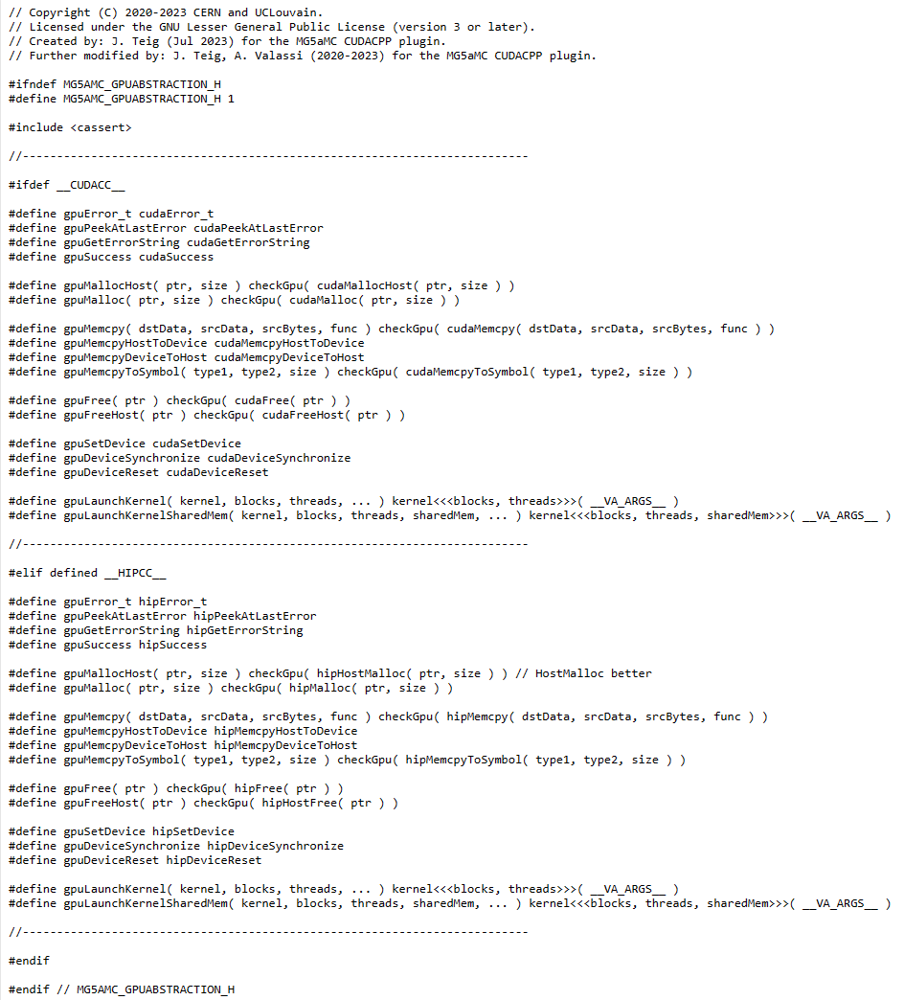 // Copyright (C) 2020-2023 CERN and UCLouvain.
// Licensed under the GNU Lesser General Public License (version 3 or later).
// Created by: J. Teig (Jul 2023) for the MG5aMC CUDACPP plugin.
// Further modified by: J. Teig, A. Valassi (2020-2023) for the MG5aMC CUDACPP plugin.

#ifndef MG5AMC_GPUABSTRACTION_H
#define MG5AMC_GPUABSTRACTION_H 1

#include <cassert>

//--------------------------------------------------------------------------

#ifdef __CUDACC__

#define gpuError_t cudaError_t
#define gpuPeekAtLastError cudaPeekAtLastError
#define gpuGetErrorString cudaGetErrorString
#define gpuSuccess cudaSuccess

#define gpuMallocHost( ptr, size ) checkGpu( cudaMallocHost( ptr, size ) )
#define gpuMalloc( ptr, size ) checkGpu( cudaMalloc( ptr, size ) )

#define gpuMemcpy( dstData, srcData, srcBytes, func ) checkGpu( cudaMemcpy( dstData, srcData, srcBytes, func ) )
#define gpuMemcpyHostToDevice cudaMemcpyHostToDevice
#define gpuMemcpyDeviceToHost cudaMemcpyDeviceToHost
#define gpuMemcpyToSymbol( type1, type2, size ) checkGpu( cudaMemcpyToSymbol( type1, type2, size ) )

#define gpuFree( ptr ) checkGpu( cudaFree( ptr ) )
#define gpuFreeHost( ptr ) checkGpu( cudaFreeHost( ptr ) )

#define gpuSetDevice cudaSetDevice
#define gpuDeviceSynchronize cudaDeviceSynchronize
#define gpuDeviceReset cudaDeviceReset

#define gpuLaunchKernel( kernel, blocks, threads, ... ) kernel<<<blocks, threads>>>( __VA_ARGS__ )
#define gpuLaunchKernelSharedMem( kernel, blocks, threads, sharedMem, ... ) kernel<<<blocks, threads, sharedMem>>>( __VA_ARGS__ )

//--------------------------------------------------------------------------

#elif defined __HIPCC__

#define gpuError_t hipError_t
#define gpuPeekAtLastError hipPeekAtLastError
#define gpuGetErrorString hipGetErrorString
#define gpuSuccess hipSuccess

#define gpuMallocHost( ptr, size ) checkGpu( hipHostMalloc( ptr, size ) ) // HostMalloc better
#define gpuMalloc( ptr, size ) checkGpu( hipMalloc( ptr, size ) )

#define gpuMemcpy( dstData, srcData, srcBytes, func ) checkGpu( hipMemcpy( dstData, srcData, srcBytes, func ) )
#define gpuMemcpyHostToDevice hipMemcpyHostToDevice
#define gpuMemcpyDeviceToHost hipMemcpyDeviceToHost
#define gpuMemcpyToSymbol( type1, type2, size ) checkGpu( hipMemcpyToSymbol( type1, type2, size ) )

#define gpuFree( ptr ) checkGpu( hipFree( ptr ) )
#define gpuFreeHost( ptr ) checkGpu( hipHostFree( ptr ) )

#define gpuSetDevice hipSetDevice
#define gpuDeviceSynchronize hipDeviceSynchronize
#define gpuDeviceReset hipDeviceReset

#define gpuLaunchKernel( kernel, blocks, threads, ... ) kernel<<<blocks, threads>>>( __VA_ARGS__ )
#define gpuLaunchKernelSharedMem( kernel, blocks, threads, sharedMem, ... ) kernel<<<blocks, threads, sharedMem>>>( __VA_ARGS__ )

//--------------------------------------------------------------------------

#endif

#endif // MG5AMC_GPUABSTRACTION_H